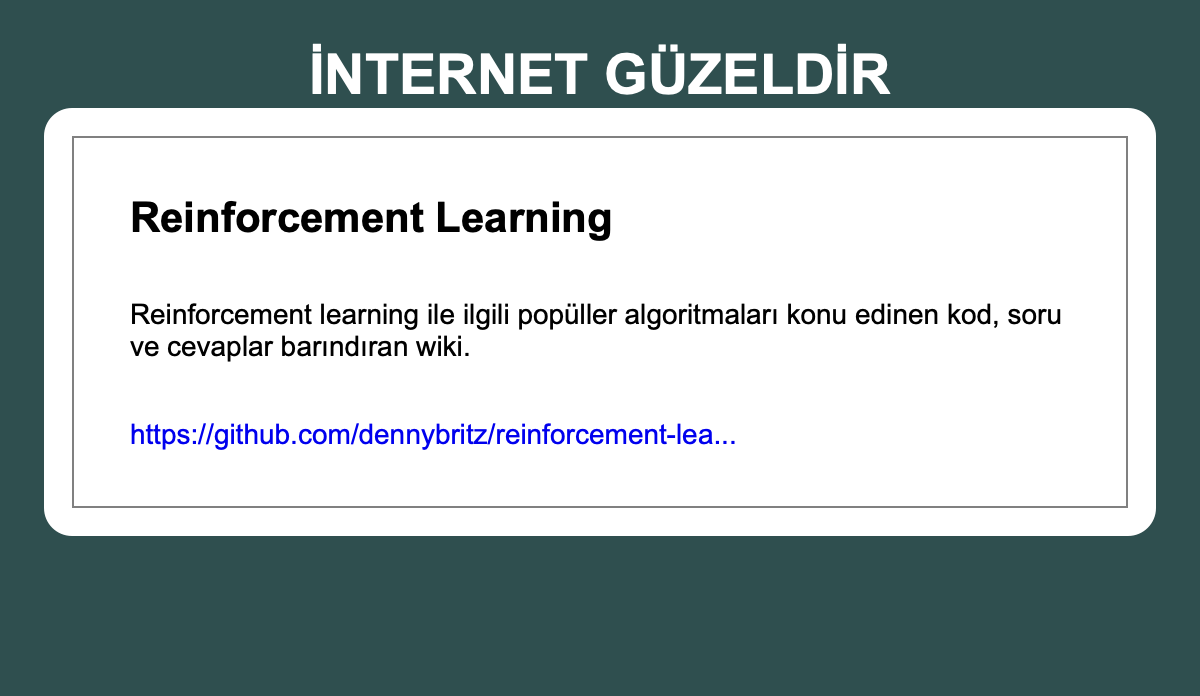 İNTERNET GÜZELDİR
Reinforcement Learning
Reinforcement learning ile ilgili popüller algoritmaları konu edinen kod, soru
ve cevaplar barındıran wiki.
https://github.com/dennybritz/reinforcement-lea...